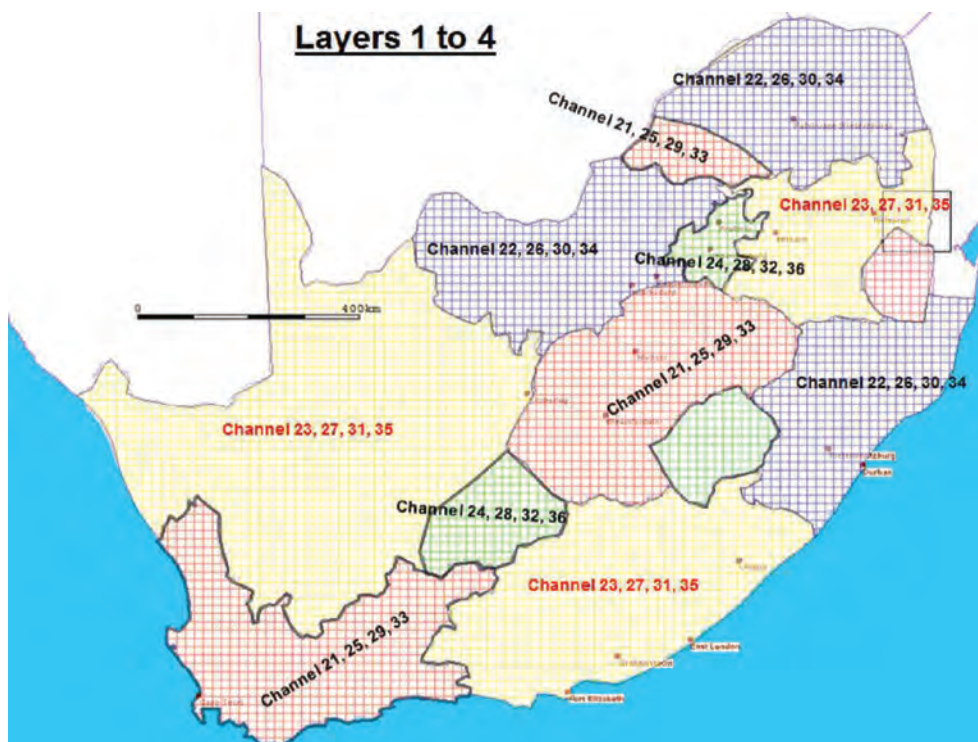 Layers 1 to 4
Channel 22, 26, 30, 34
Channel 21, 25, 29, 33
Channel 23, 27, 31, 35
Channel 22, 26, 30, 34
Channel 24, 28, 32, 36
400km
Channel 21, 25, 29, 33
Channel 22, 26, 30, 34
Channel 23, 27, 31, 35
Durban
Channel 24, 28, 32, 36
Channel 23, 27, 31, 35
Channel 21, 25, 29, 33
East London
Port Elizabeth